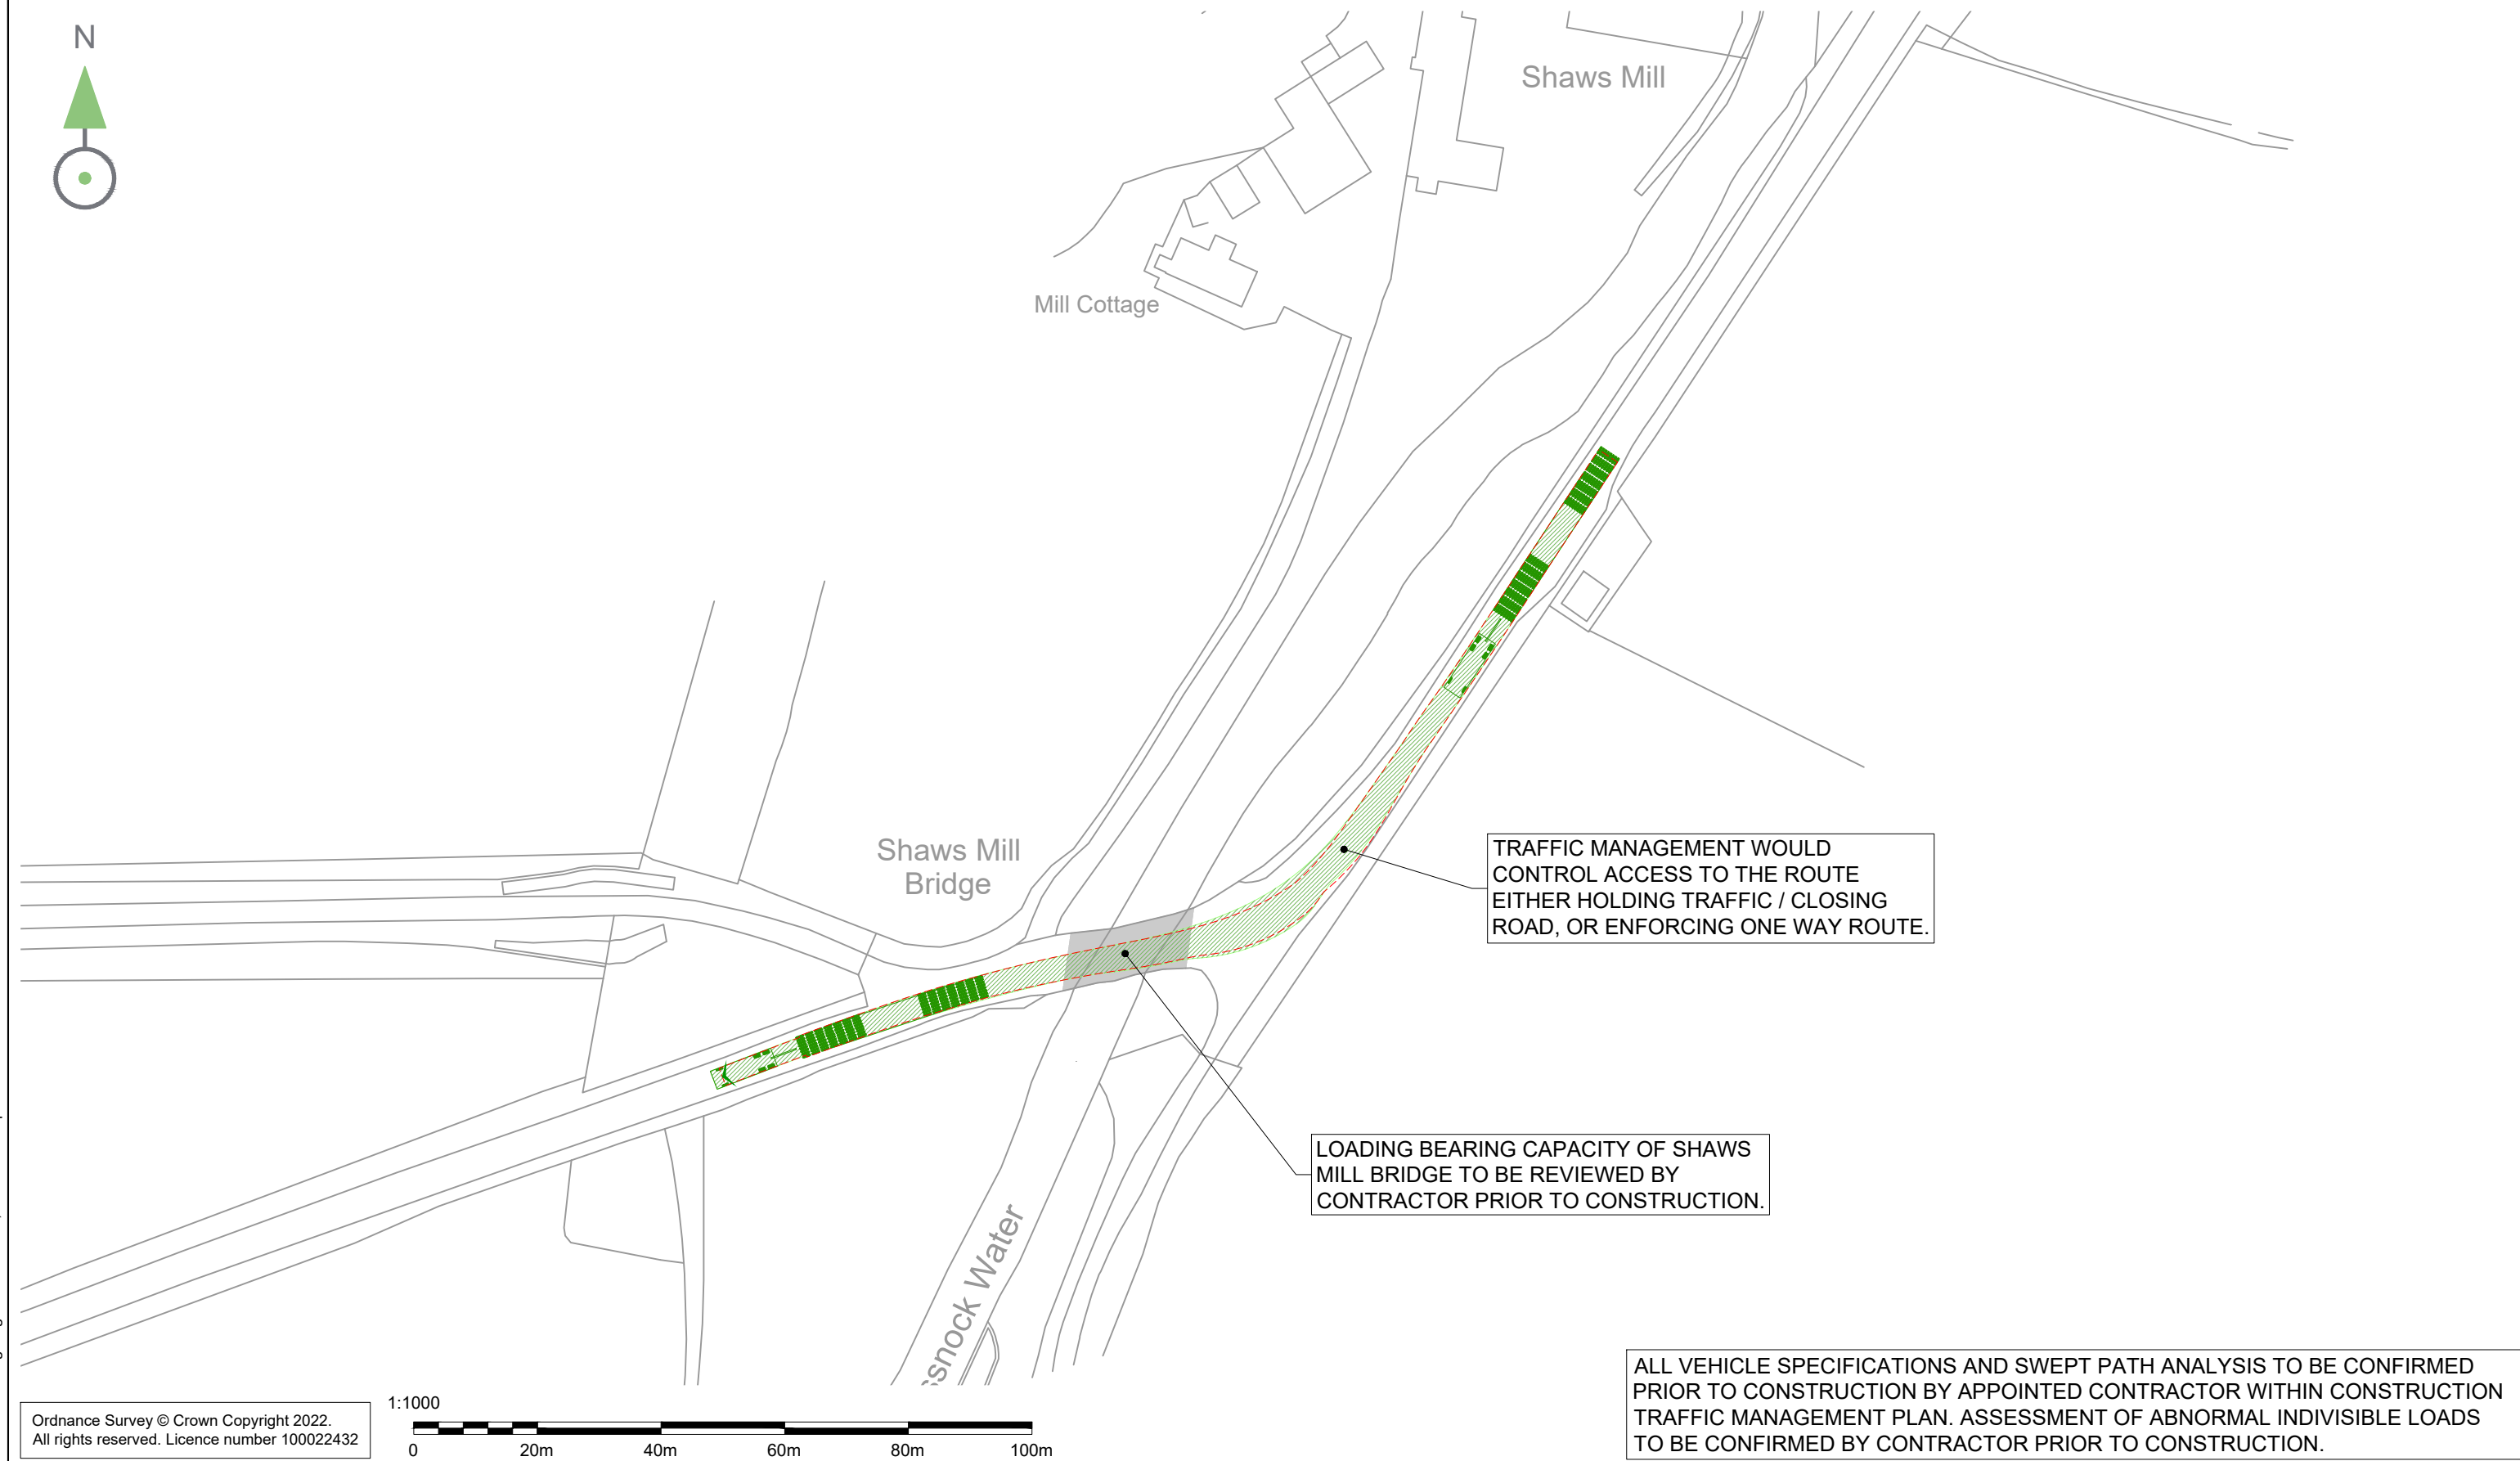 N
Shaws Mill
Mill Cottage
Shaws Mill
Bridge
TRAFFIC MANAGEMENT WOULD
CONTROL ACCESS TO THE ROUTE
EITHER HOLDING TRAFFIC / CLOSING
ROAD, OR ENFORCING ONE WAY ROUTE.
LOADING BEARING CAPACITY OF SHAWS
MILL BRIDGE TO BE REVIEWED BY
CONTRACTOR PRIOR TO CONSTRUCTION.
ssnock Water
ALL VEHICLE SPECIFICATIONS AND SWEPT PATH ANALYSIS TO BE CONFIRMED
PRIOR TO CONSTRUCTION BY APPOINTED CONTRACTOR WITHIN CONSTRUCTION
TRAFFIC MANAGEMENT PLAN. ASSESSMENT OF ABNORMAL INDIVISIBLE LOADS
TO BE CONFIRMED BY CONTRACTOR PRIOR TO CONSTRUCTION.
Ordnance Survey © Crown Copyright 2022.
All rights reserved. Licence number 100022432
1:1000
0 20m 40m 60m 80m 100m